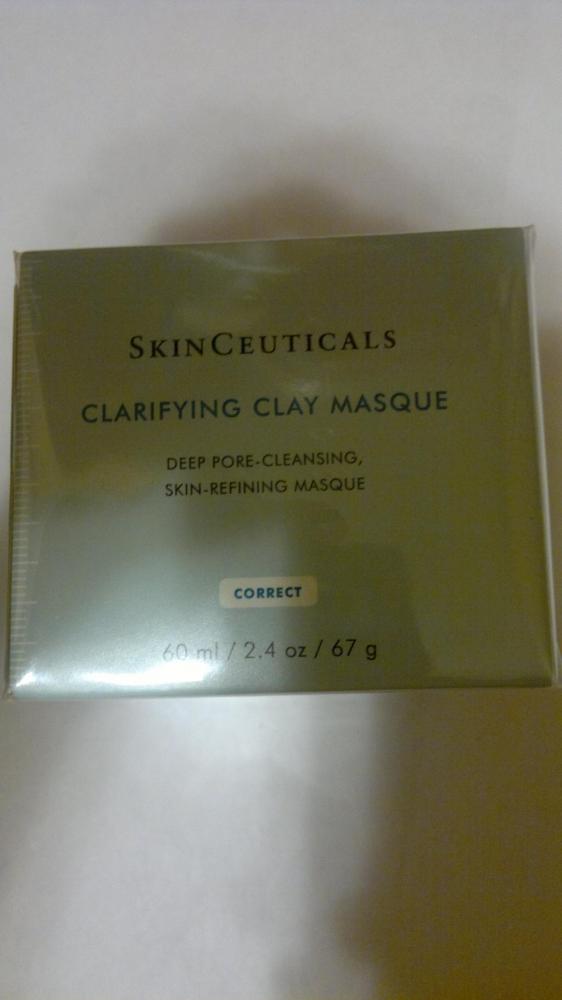 SKINCEUTICALS
CLARIFYING CLAY MASQUE
DEEP PORE-CLEANSING,
SKIN-REFINING MASQUE
CORRECT
60 ml / 2.4 oz / 67 g